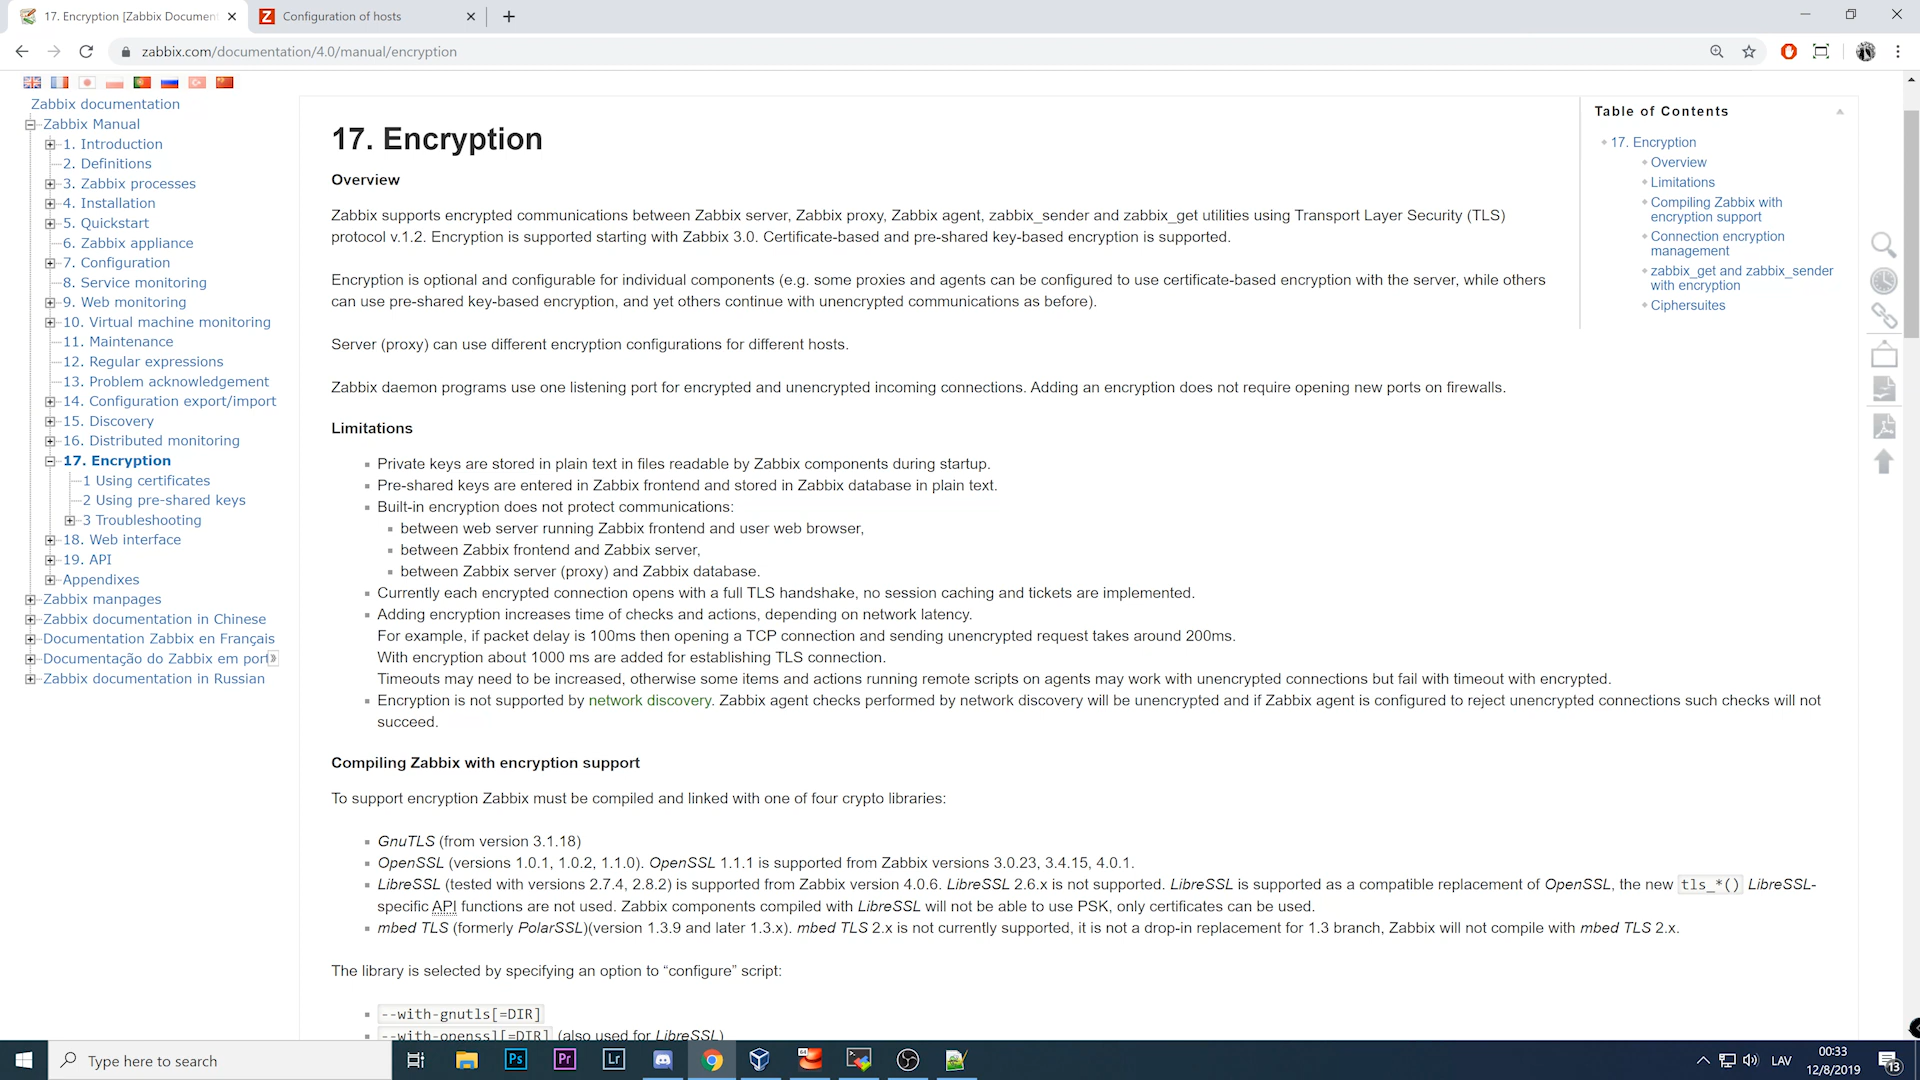 17. Encryption [Zabbix Document
Configuration of hosts
zabbix.com/documentation/4.0/manual/encryption
Zabbix documentation
Zabbix Manual
1. Introduction
2. Definitions
3. Zabbix processes
4. Installation
5. Quickstart
6. Zabbix appliance
7. Configuration
8. Service monitoring
9. Web monitoring
10. Virtual machine monitoring
11. Maintenance
12. Regular expressions
13. Problem acknowledgement
14. Configuration export/import
15. Discovery
16. Distributed monitoring
17. Encryption
1 Using certificates
2 Using pre-shared keys
3 Troubleshooting
18. Web interface
19. API
Appendixes
Zabbix manpages
Zabbix documentation in Chinese
Documentation Zabbix en Français
Documentação do Zabbix em port
Zabbix documentation in Russian
17. Encryption
Overview
Zabbix supports encrypted communications between Zabbix server, Zabbix proxy, Zabbix agent, zabbix_sender and zabbix_get utilities using Transport Layer Security (TLS)
protocol v.1.2. Encryption is supported starting with Zabbix 3.0. Certificate-based and pre-shared key-based encryption is supported.
Encryption is optional and configurable for individual components (e.g. some proxies and agents can be configured to use certificate-based encryption with the server, while others
can use pre-shared key-based encryption, and yet others continue with unencrypted communications as before).
Server (proxy) can use different encryption configurations for different hosts.
Zabbix daemon programs use one listening port for encrypted and unencrypted incoming connections. Adding an encryption does not require opening new ports on firewalls.
Limitations
Private keys are stored in plain text in files readable by Zabbix components during startup.
Pre-shared keys are entered in Zabbix frontend and stored in Zabbix database in plain text.
Built-in encryption does not protect communications:
between web server running Zabbix frontend and user web browser,
between Zabbix frontend and Zabbix server,
between Zabbix server (proxy) and Zabbix database.
Currently each encrypted connection opens with a full TLS handshake, no session caching and tickets are implemented.
Adding encryption increases time of checks and actions, depending on network latency.
For example, if packet delay is 100ms then opening a TCP connection and sending unencrypted request takes around 200ms.
With encryption about 1000 ms are added for establishing TLS connection.
Timeouts may need to be increased, otherwise some items and actions running remote scripts on agents may work with unencrypted connections but fail with timeout with encrypted.
Encryption is not supported by network discovery. Zabbix agent checks performed by network discovery will be unencrypted and if Zabbix agent is configured to reject unencrypted connections such checks will not
succeed.
Compiling Zabbix with encryption support
To support encryption Zabbix must be compiled and linked with one of four crypto libraries:
GnuTLS (from version 3.1.18)
OpenSSL (versions 1.0.1, 1.0.2, 1.1.0). OpenSSL 1.1.1 is supported from Zabbix versions 3.0.23, 3.4.15, 4.0.1.
LibreSSL (tested with versions 2.7.4, 2.8.2) is supported from Zabbix version 4.0.6. LibreSSL 2.6.x is not supported. LibreSSL is supported as a compatible replacement of OpenSSL, the new tls_*() LibreSSL-
specific API functions are not used. Zabbix components compiled with LibreSSL will not be able to use PSK, only certificates can be used.
mbed TLS (formerly PolarSSL)(version 1.3.9 and later 1.3.x). mbed TLS 2.x is not currently supported, it is not a drop-in replacement for 1.3 branch, Zabbix will not compile with mbed TLS 2.x.
The library is selected by specifying an option to “configure” script:
--with-gnutls[=DIR]
--with-openssl[=DIR] (also used for LibreSSL)
Table of Contents
17. Encryption
Overview
Limitations
Compiling Zabbix with
encryption support
Connection encryption
management
zabbix_get and zabbix_sender
with encryption
Ciphersuites
Type here to search
Ps
Pr
Lr
64
LAV
00:33
12/8/2019
13